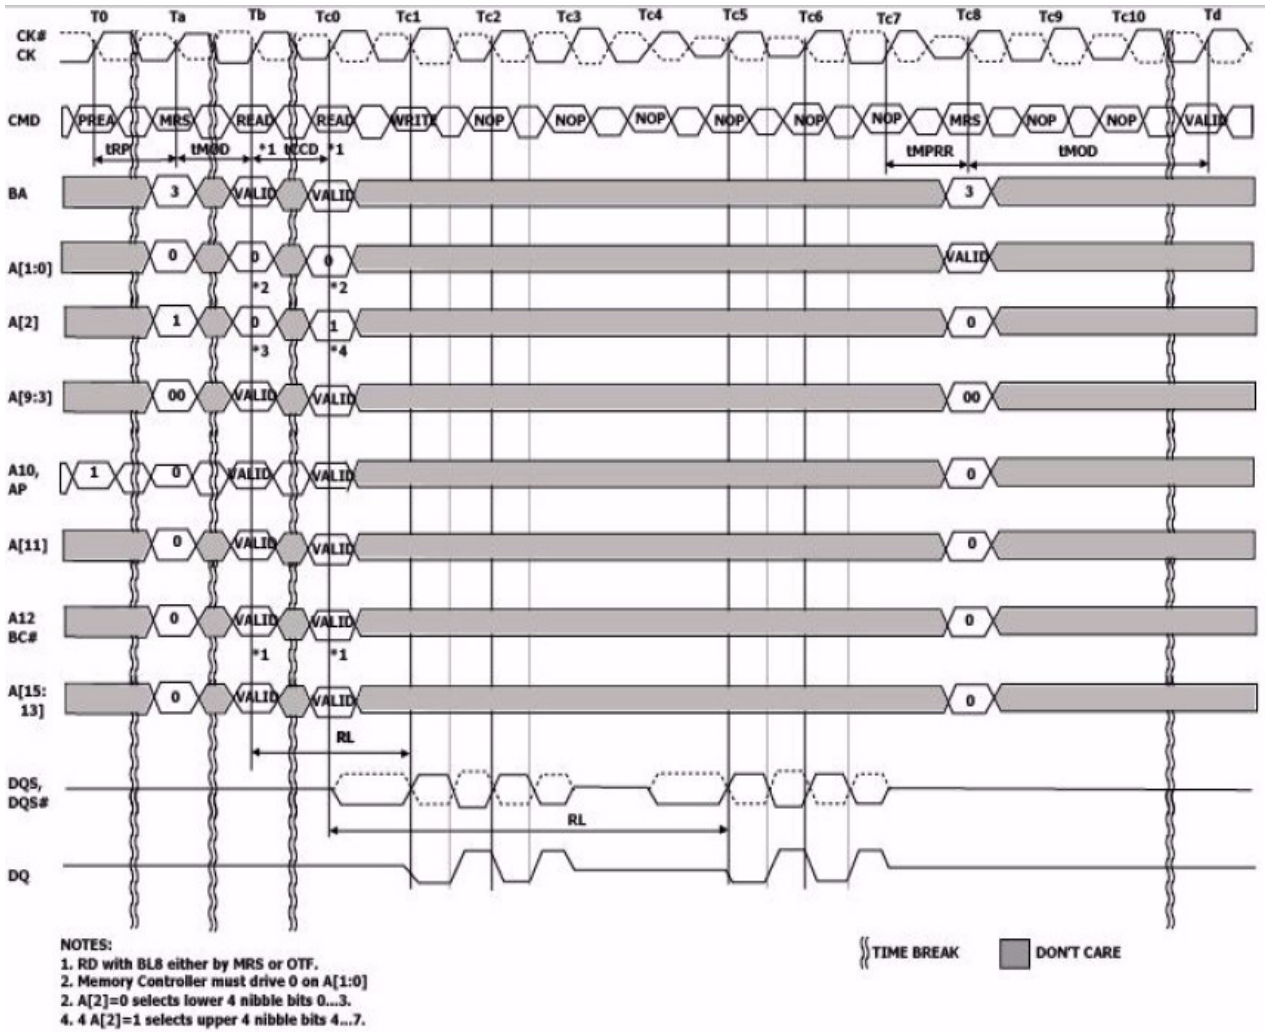 T0 Ta Tb Tc0 Tc1 Tc2 Tc3 Tc4 Tc5 Tc6 Tc7 Tc8 Tc9 Tc10 Td
CK#
CK
CMD PREA MRS READ READ WRITE NOP NOP NOP NOP NOP NOP MRS NOP NOP VALID
tRP tMOD *1 tCCD *1 tMPRR tMOD
BA 3 VALID VALID 3
A[1:0] 0 0 0 VALID
*2 *2
A[2] 1 0 1 0
*3 *4
A[9:3] 00 VALID VALID 00
A10,
AP 1 0 VALID VALID 0
A[11] 0 VALID VALID 0
A12
BC# 0 VALID VALID 0
*1 *1
A[15:
13] 0 VALID VALID 0
RL
DQS,
DQS#
RL
DQ
NOTES:
1. RD with BL8 either by MRS or OTF.
2. Memory Controller must drive 0 on A[1:0]
2. A[2]=0 selects lower 4 nibble bits 0...3.
4. 4 A[2]=1 selects upper 4 nibble bits 4...7.
TIME BREAK
DON'T CARE